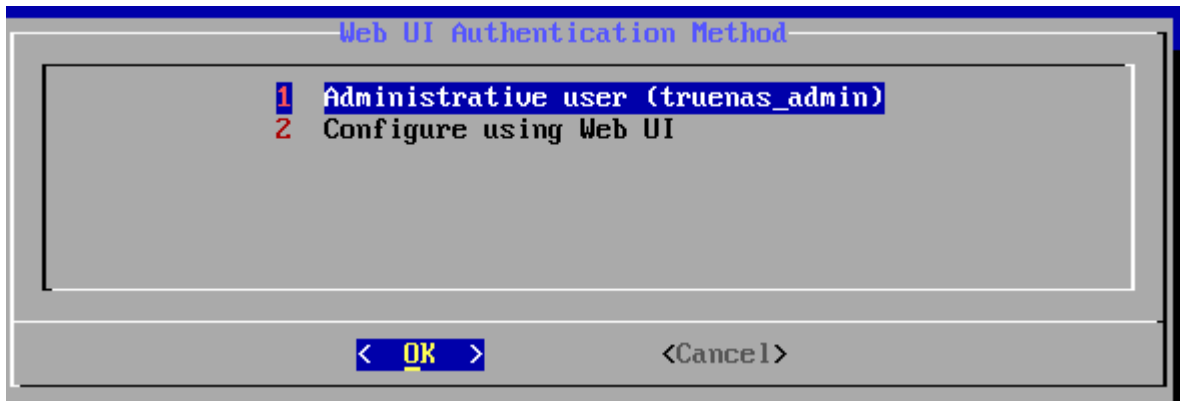 Web UI Authentication Method
1 Administrative user (truenas_admin)
2 Configure using Web UI
< OK > <Cancel>